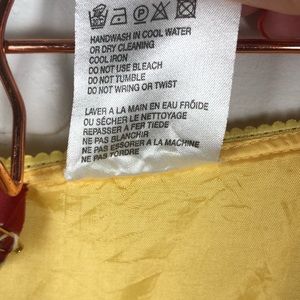 HANDWASH IN COOL WATER
OR DRY CLEANING
COOL IRON
DO NOT USE BLEACH
DO NOT TUMBLE
DO NOT WRING OR TWIST
LAVER A LA MAIN EN EAU FRÖIDE
OU SÉCHER LE NETTOYAGE
REPASSER A FER TIEDE
NE PAS BLANCHIR
NE PAS ESSORER A LA MACHINE
NE PAS TORDRE